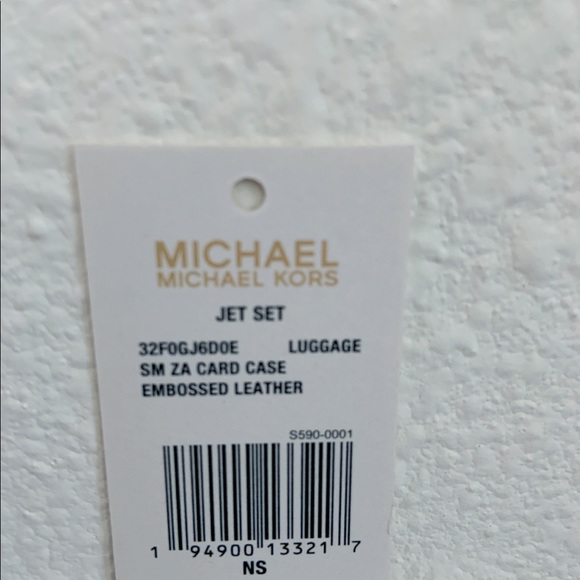 MICHAEL
MICHAEL KORS
JET SET
32F0GJ6D0E LUGGAGE
SM ZA CARD CASE
EMBOSSED LEATHER
S590-0001
1 94900 13321 7
NS